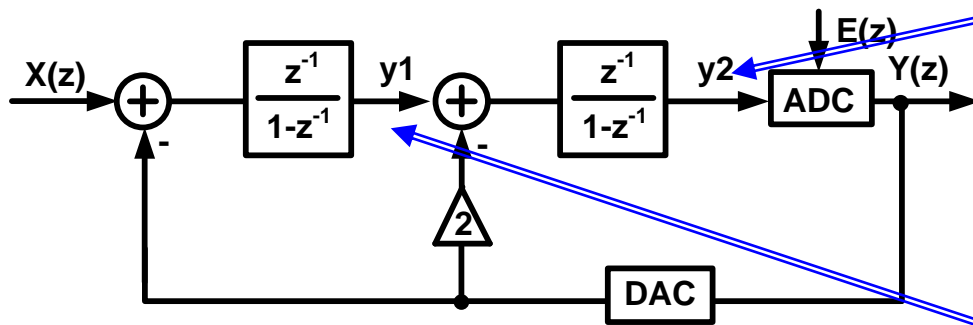 E(z)
X(z)
z-1
1-z-1
y1
z-1
1-z-1
y2
ADC
Y(z)
+
-
+
-
2
DAC